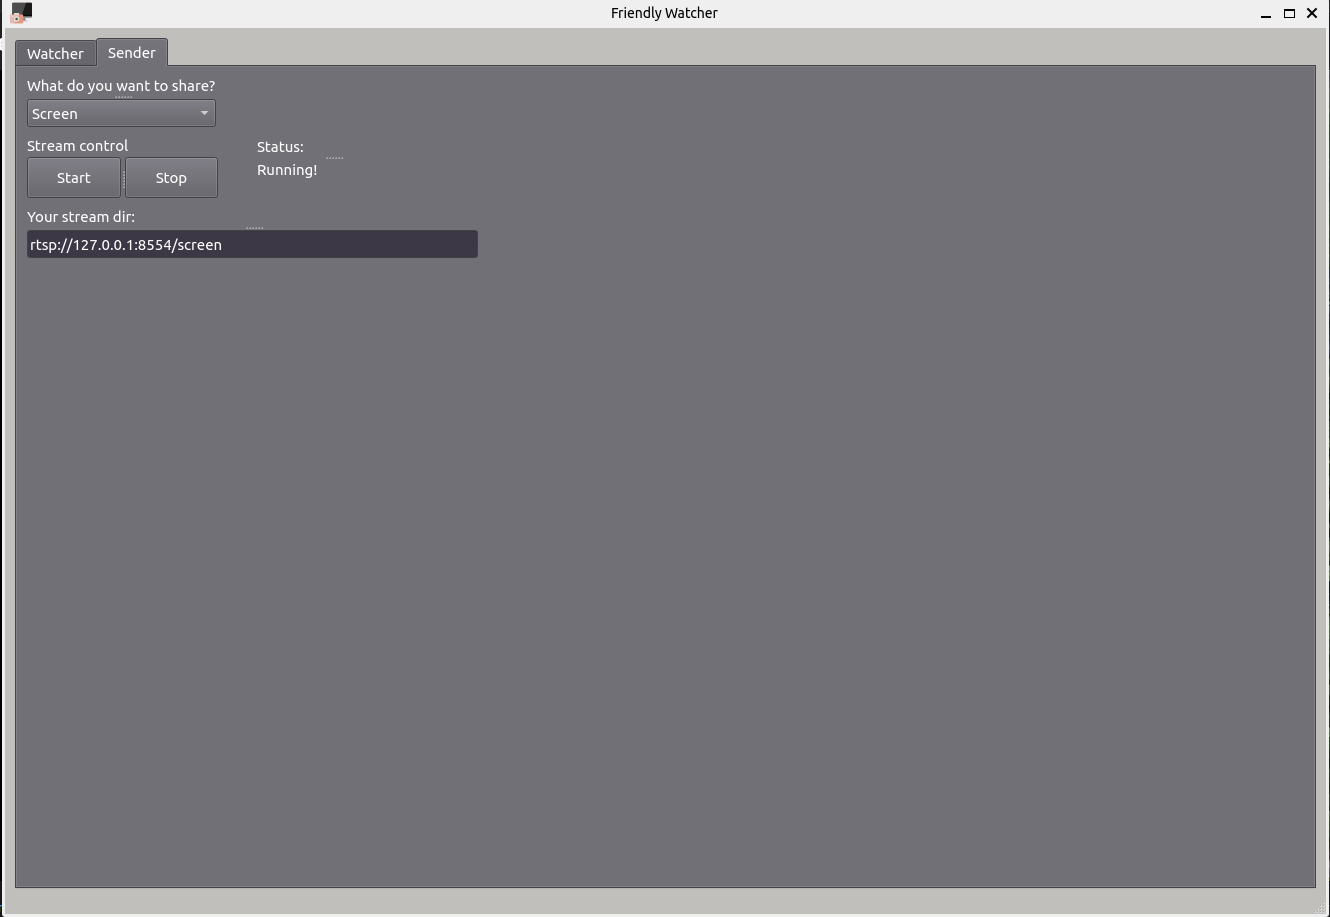 Friendly Watcher
Watcher
Sender
What do you want to share?
Screen
Stream control
Status:
Start
Stop
Running!
Your stream dir:
rtsp://127.0.0.1:8554/screen